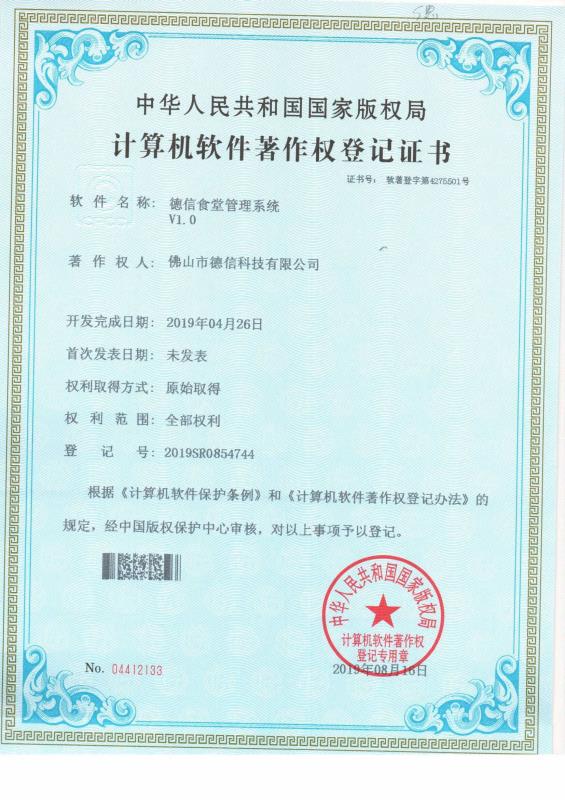 中华人民共和国国家版权局
计算机软件著作权登记证书
证书号： 软著登字第4275501号
软件名称： 德信食堂管理系统
V1.0
著作权人： 佛山市德信科技有限公司
开发完成日期： 2019年04月26日
首次发表日期： 未发表
权利取得方式： 原始取得
权利范围： 全部权利
登记号： 2019SR0854744
根据《计算机软件保护条例》和《计算机软件著作权登记办法》的
规定，经中国版权保护中心审核，对以上事项予以登记。
中华人民共和国国家版权局
计算机软件著作权
登记专用章
No. 04412133
2019年08月16日